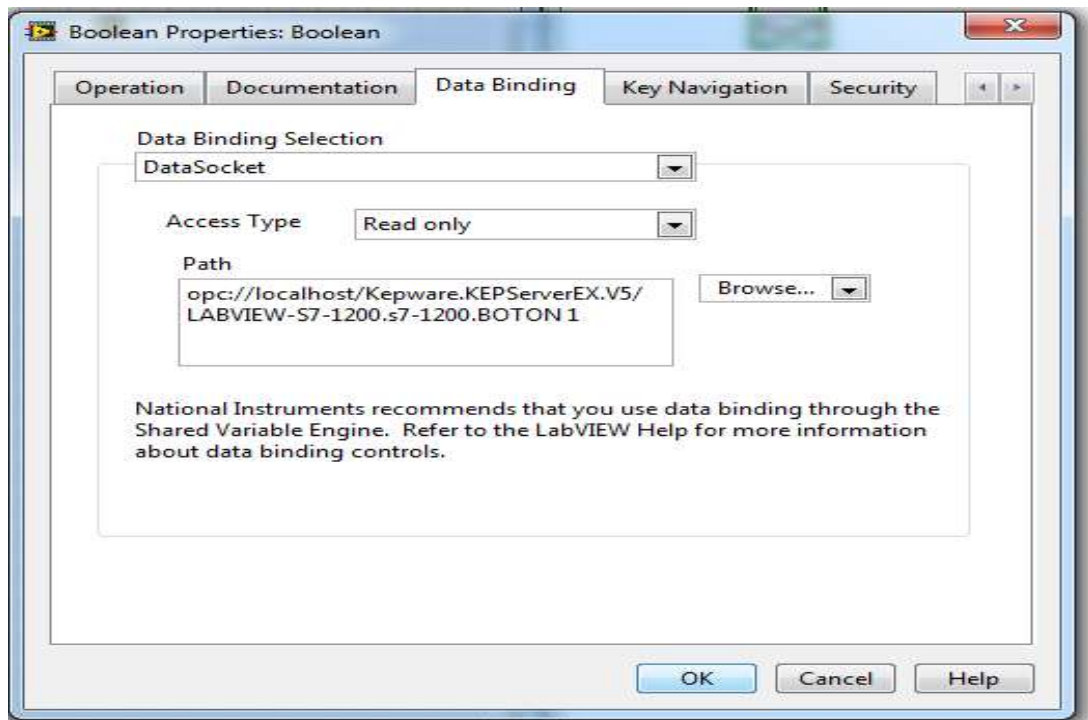 Boolean Properties: Boolean
Operation Documentation Data Binding Key Navigation Security
Data Binding Selection
DataSocket
Access Type Read only
Path
opc://localhost/Kepware.KEPServerEX.V5/
LABVIEW-S7-1200.s7-1200.BOTON 1
Browse...
National Instruments recommends that you use data binding through the
Shared Variable Engine. Refer to the LabVIEW Help for more information
about data binding controls.
OK Cancel Help